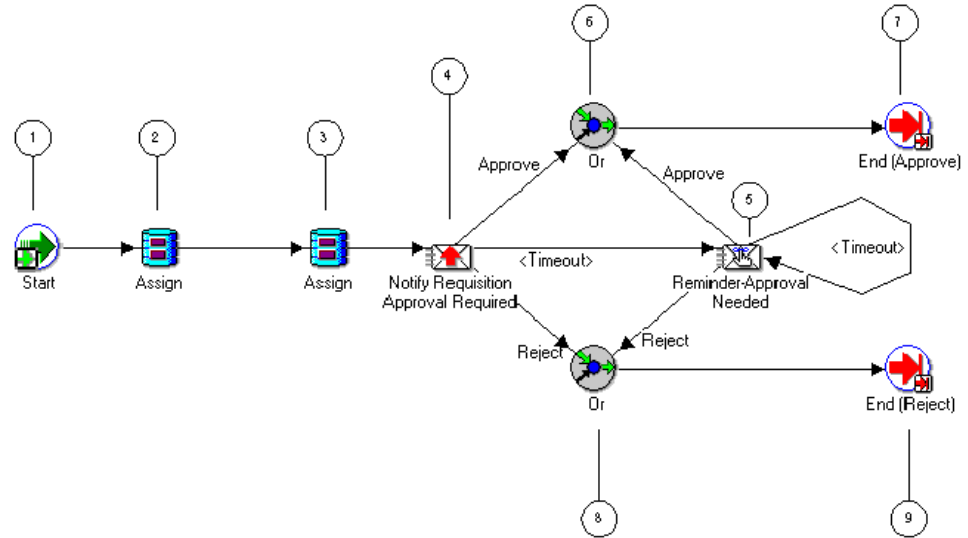 6
7
4
1
2
3
Or
End (Approve)
Approve
Approve
5
Start
Assign
Assign
Notify Requisition
Approval Required
<Timeout>
Reminder-Approval
Needed
<Timeout>
Reject
Reject
Or
End (Reject)
8
9